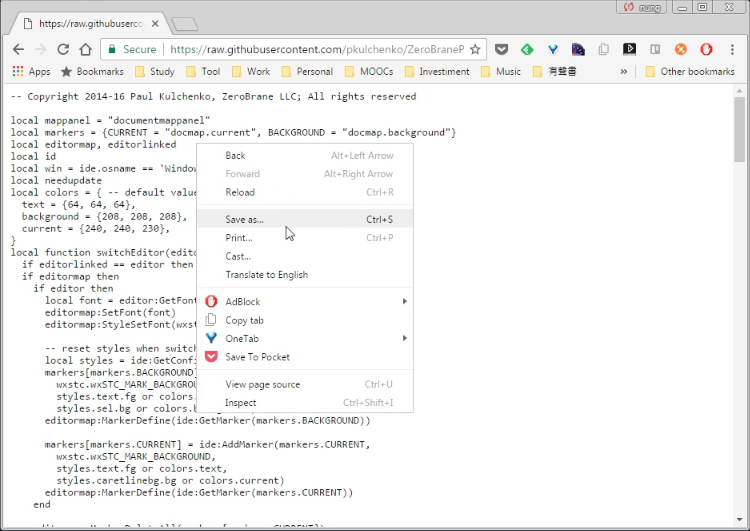 nung
https://raw.githubusercont
Secure https://raw.githubusercontent.com/pkulchenko/ZeroBraneP
Apps Bookmarks Study Tool Work Personal MOOCs Investiment Music 有聲書 » Other bookmarks
-- Copyright 2014-16 Paul Kulchenko, ZeroBrane LLC; All rights reserved
local mappanel = "documentmappanel"
local markers = {CURRENT = "docmap.current", BACKGROUND = "docmap.background"}
local editormap, editorlinked
local id
local win = ide.osname == 'Window
local needupdate
local colors = { -- default value
text = {64, 64, 64},
background = {208, 208, 208},
current = {240, 240, 230},
}
local function switchEditor(edito
if editorlinked == editor then
if editormap then
if editor then
local font = editor:GetFont
editormap:SetFont(font)
editormap:StyleSetFont(wxst
-- reset styles when switch
local styles = ide:GetConfi
markers[markers.BACKGROUND]
wxstc.wxSTC_MARK_BACKGROU
styles.text.fg or colors.
styles.sel.bg or colors.b
editormap:MarkerDefine(ide:GetMarker(markers.BACKGROUND))
markers[markers.CURRENT] = ide:AddMarker(markers.CURRENT,
wxstc.wxSTC_MARK_BACKGROUND,
styles.text.fg or colors.text,
styles.caretlinebg.bg or colors.current)
editormap:MarkerDefine(ide:GetMarker(markers.CURRENT))
end
Back Alt+Left Arrow
Forward Alt+Right Arrow
Reload Ctrl+R
Save as... Ctrl+S
Print... Ctrl+P
Cast...
Translate to English
AdBlock
Copy tab
OneTab
Save To Pocket
View page source Ctrl+U
Inspect Ctrl+Shift+I